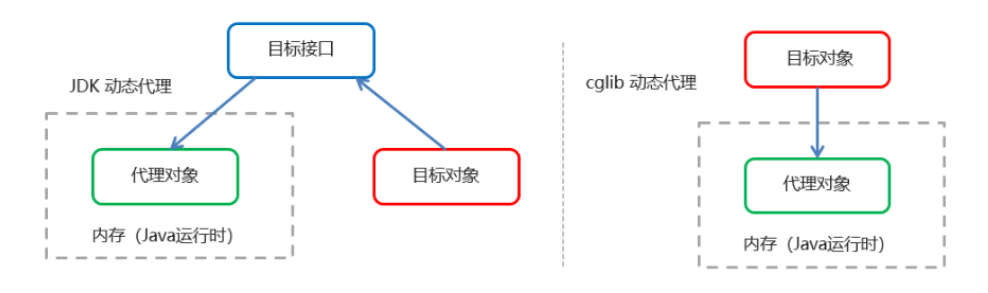 目标接口
JDK 动态代理
代理对象
目标对象
内存（Java运行时）
目标对象
cglib 动态代理
代理对象
内存（Java运行时）